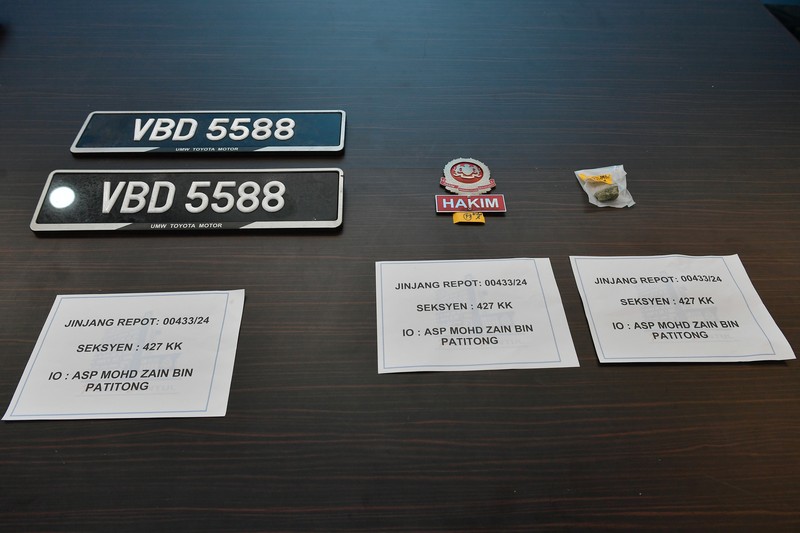 VBD 5588
UMW TOYOTA MOTOR
VBD 5588
UMW TOYOTA MOTOR
HAKIM
JINJANG REPOT: 00433/24
SEKSYEN : 427 KK
IO : ASP MOHD ZAIN BIN
PATITONG
JINJANG REPOT: 00433/24
SEKSYEN : 427 KK
IO : ASP MOHD ZAIN BIN
PATITONG
JINJANG REPOT: 00433/24
SEKSYEN : 427 KK
IO : ASP MOHD ZAIN BIN
PATITONG